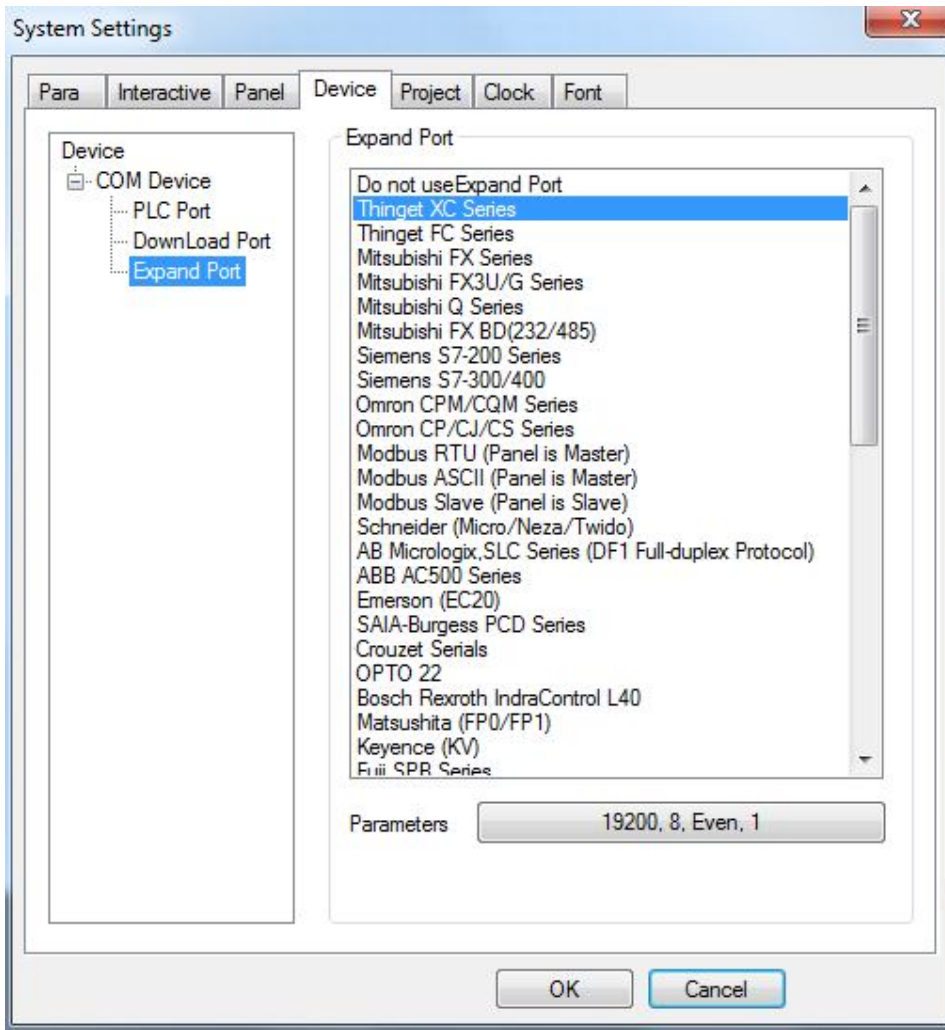 System Settings
Para Interactive Panel Device Project Clock Font
Device
COM Device
PLC Port
DownLoad Port
Expand Port
Expand Port
Do not useExpand Port
Thinget XC Series
Thinget FC Series
Mitsubishi FX Series
Mitsubishi FX3U/G Series
Mitsubishi Q Series
Mitsubishi FX BD(232/485)
Siemens S7-200 Series
Siemens S7-300/400
Omron CPM/CQM Series
Omron CP/CJ/CS Series
Modbus RTU (Panel is Master)
Modbus ASCII (Panel is Master)
Modbus Slave (Panel is Slave)
Schneider (Micro/Neza/Twido)
AB Micrologix,SLC Series (DF1 Full-duplex Protocol)
ABB AC500 Series
Emerson (EC20)
SAIA-Burgess PCD Series
Crouzet Serials
OPTO 22
Bosch Rexroth IndraControl L40
Matsushita (FP0/FP1)
Keyence (KV)
Fuji SPB Series
Parameters 19200, 8, Even, 1
OK Cancel